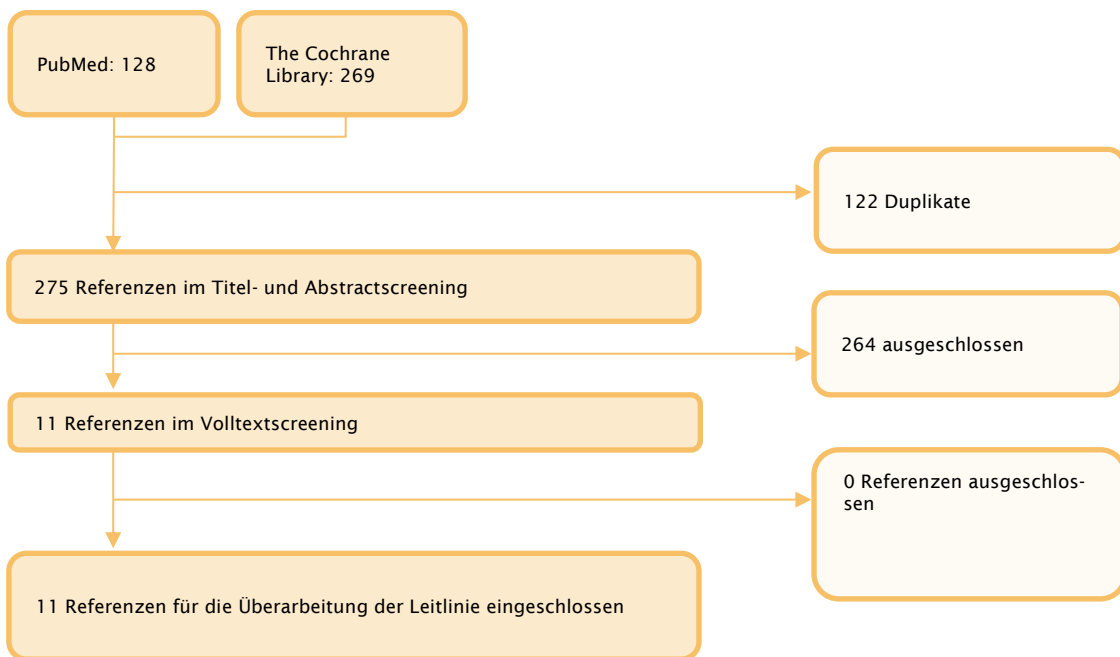 PubMed: 128
The Cochrane
Library: 269
122 Duplikate
275 Referenzen im Titel- und Abstractscreening
264 ausgeschlossen
11 Referenzen im Volltextscreening
0 Referenzen ausgeschlos-
sen
11 Referenzen für die Überarbeitung der Leitlinie eingeschlossen